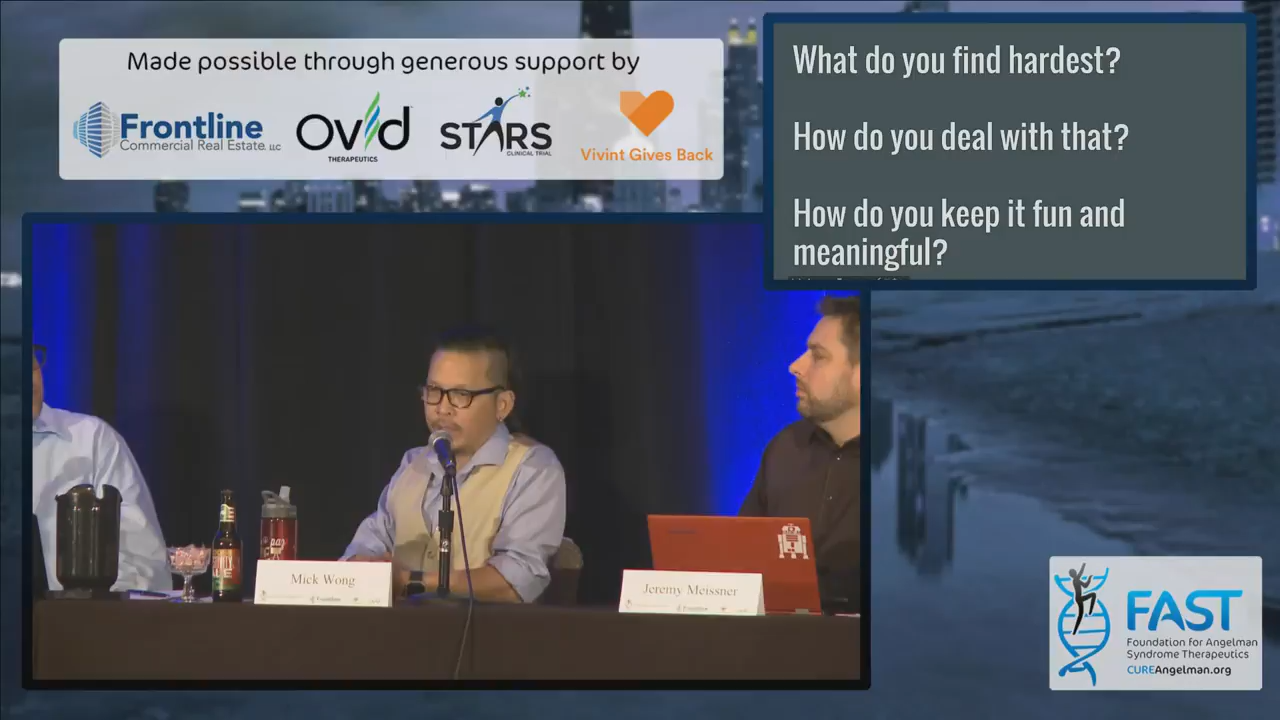 Made possible through generous support by
Frontline
Commercial Real Estate, LLC
OVID
THERAPEUTICS
STARS
CLINICAL TRIAL
Vivint Gives Back
What do you find hardest?
How do you deal with that?
How do you keep it fun and
meaningful?
Mick Wong
Frontline
Jeremy Meissner
Frontline
FAST
Foundation for Angelman
Syndrome Therapeutics
CUREAngelman.org